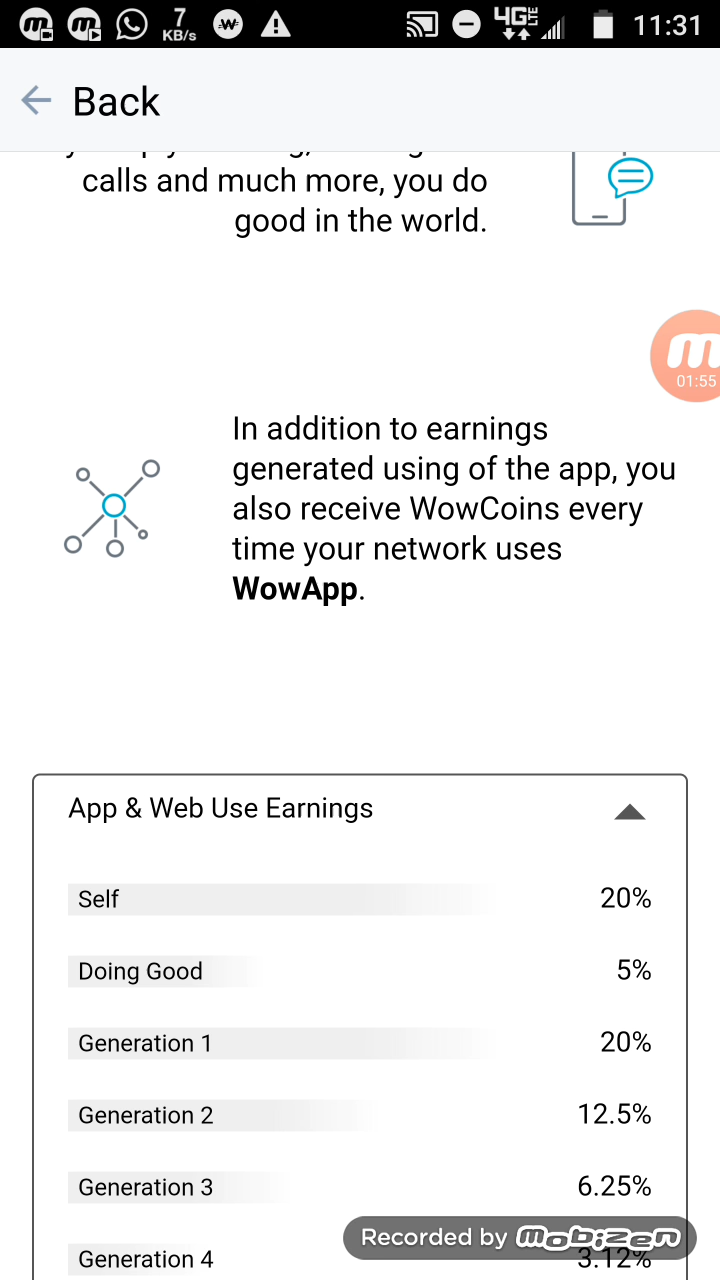 7
KB/s
4G LTE
11:31
Back
calls and much more, you do
good in the world.
01:55
In addition to earnings
generated using of the app, you
also receive WowCoins every
time your network uses
WowApp.
App & Web Use Earnings
Self 20%
Doing Good 5%
Generation 1 20%
Generation 2 12.5%
Generation 3 6.25%
Recorded by Mobizen
Generation 4 3.12%